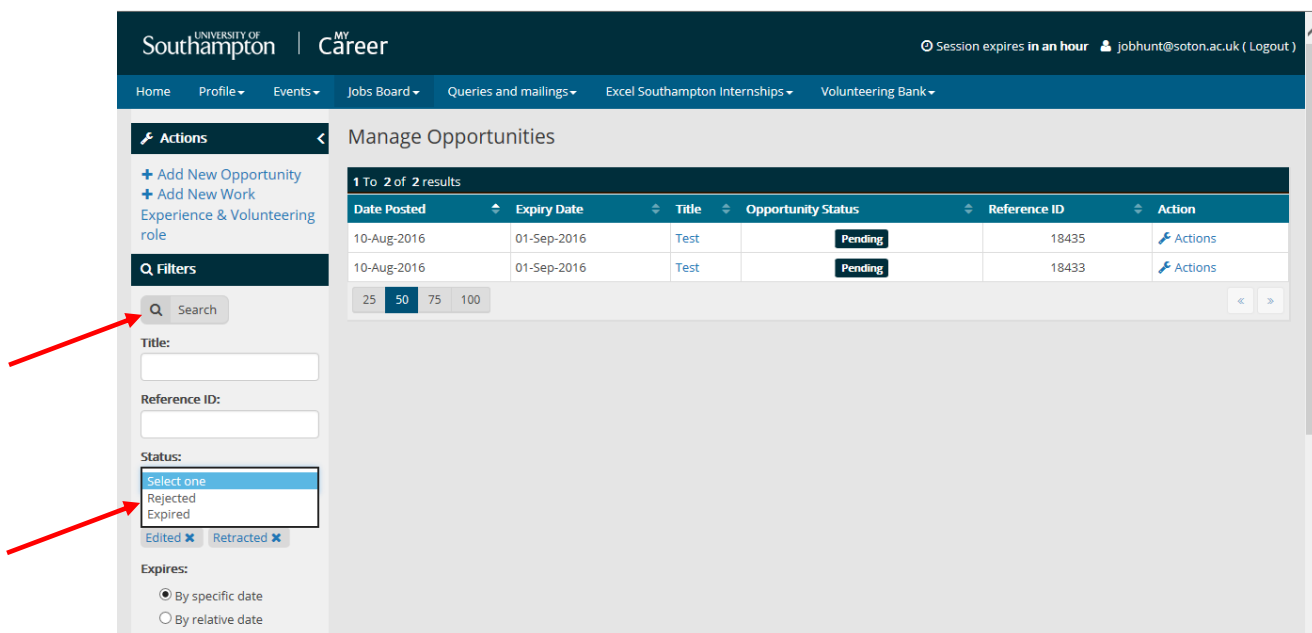 Southampton
UNIVERSITY OF
Career
MY
Session expires in an hour jobhunt@soton.ac.uk ( Logout )
Home Profile Events Jobs Board Queries and mailings Excel Southampton Internships Volunteering Bank
Actions
+ Add New Opportunity
+ Add New Work
Experience & Volunteering
role
Filters
Search
Title:
Reference ID:
Status:
Select one
Rejected
Expired
Edited Retracted
Expires:
By specific date
By relative date
Manage Opportunities
1 To 2 of 2 results
Date Posted Expiry Date Title Opportunity Status Reference ID Action
10-Aug-2016 01-Sep-2016 Test Pending 18435 Actions
10-Aug-2016 01-Sep-2016 Test Pending 18433 Actions
25 50 75 100 « »